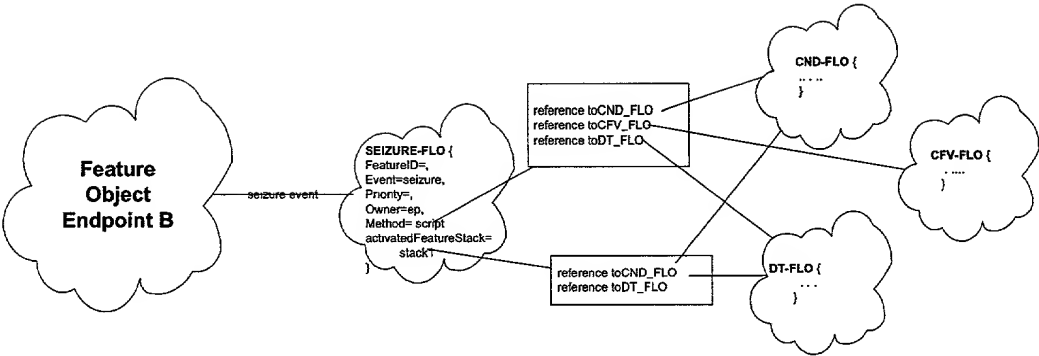 Feature
Object
Endpoint B
seizure event
SEIZURE-FLO {
FeatureID=,
Event=seizure,
Priority=,
Owner=ep,
Method= script
activatedFeatureStack=
stack1
}
reference toCND_FLO
reference toCFV_FLO
reference toDT_FLO
reference toCND_FLO
reference toDT_FLO
CND-FLO {
.. . ..
}
CFV-FLO {
. ....
}
DT-FLO {
. . .
}